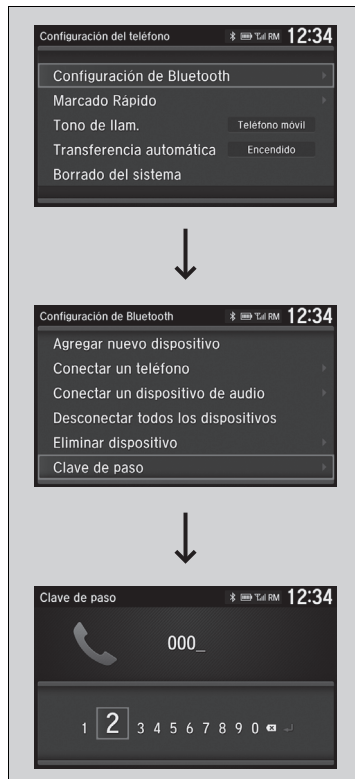 Configuración del teléfono RM 12:34
Configuración de Bluetooth
Marcado Rápido
Tono de llam. Teléfono móvil
Transferencia automática Encendido
Borrado del sistema
Configuración de Bluetooth RM 12:34
Agregar nuevo dispositivo
Conectar un teléfono
Conectar un dispositivo de audio
Desconectar todos los dispositivos
Eliminar dispositivo
Clave de paso
Clave de paso RM 12:34
000_
1 2 3 4 5 6 7 8 9 0